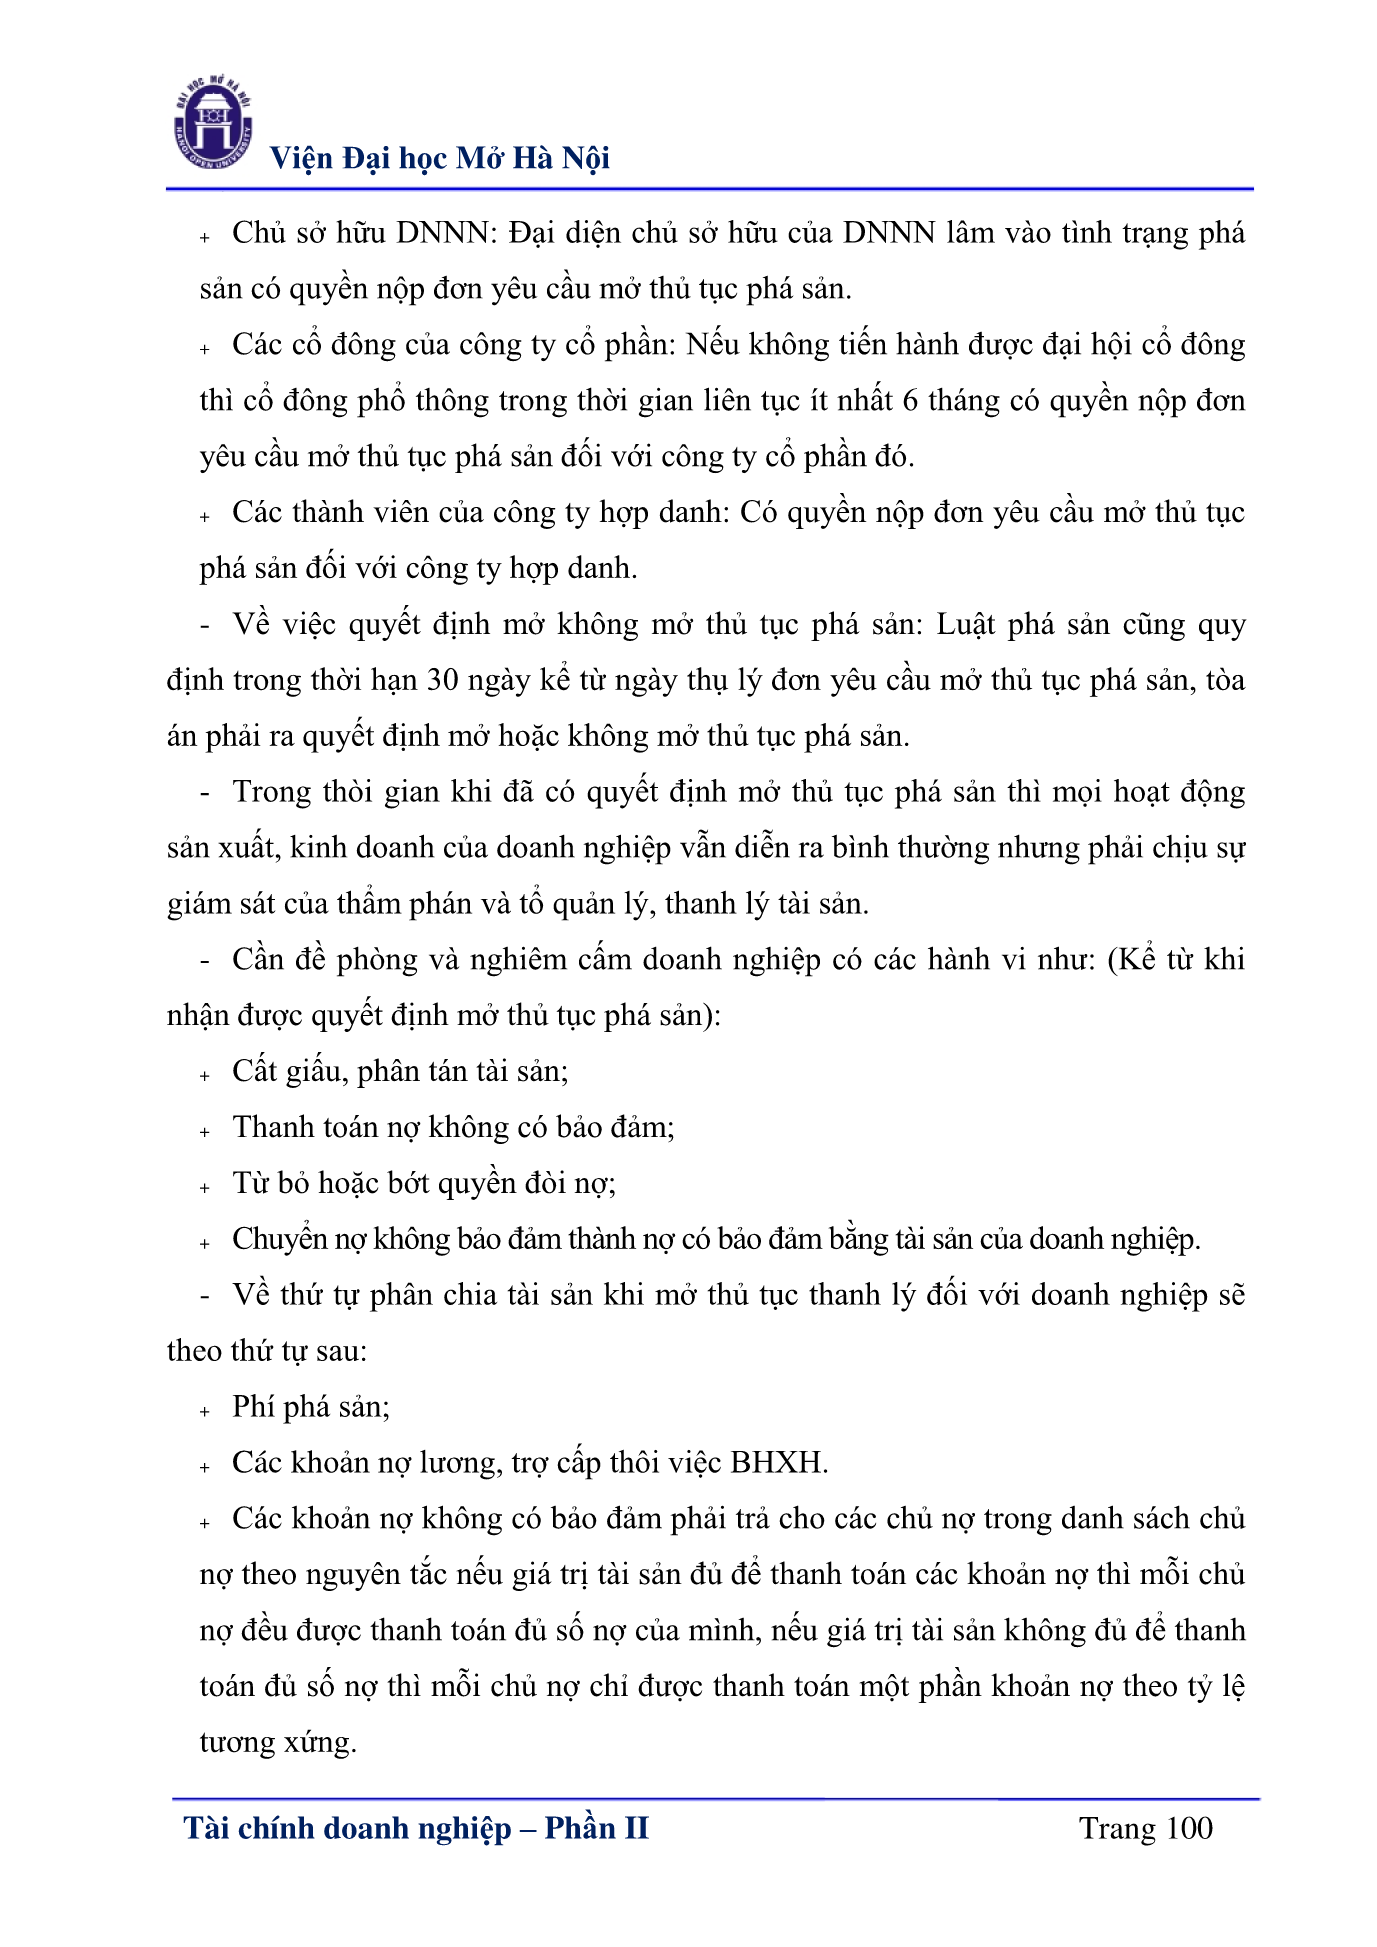 ĐẠI HỌC MỞ HÀ NỘI
HANOI OPEN UNIVERSITY
Viện Đại học Mở Hà Nội
+ Chủ sở hữu DNNN: Đại diện chủ sở hữu của DNNN lâm vào tình trạng phá
sản có quyền nộp đơn yêu cầu mở thủ tục phá sản.
+ Các cổ đông của công ty cổ phần: Nếu không tiến hành được đại hội cổ đông
thì cổ đông phổ thông trong thời gian liên tục ít nhất 6 tháng có quyền nộp đơn
yêu cầu mở thủ tục phá sản đối với công ty cổ phần đó.
+ Các thành viên của công ty hợp danh: Có quyền nộp đơn yêu cầu mở thủ tục
phá sản đối với công ty hợp danh.
- Về việc quyết định mở không mở thủ tục phá sản: Luật phá sản cũng quy
định trong thời hạn 30 ngày kể từ ngày thụ lý đơn yêu cầu mở thủ tục phá sản, tòa
án phải ra quyết định mở hoặc không mở thủ tục phá sản.
- Trong thòi gian khi đã có quyết định mở thủ tục phá sản thì mọi hoạt động
sản xuất, kinh doanh của doanh nghiệp vẫn diễn ra bình thường nhưng phải chịu sự
giám sát của thẩm phán và tổ quản lý, thanh lý tài sản.
- Cần đề phòng và nghiêm cấm doanh nghiệp có các hành vi như: (Kể từ khi
nhận được quyết định mở thủ tục phá sản):
+ Cất giấu, phân tán tài sản;
+ Thanh toán nợ không có bảo đảm;
+ Từ bỏ hoặc bớt quyền đòi nợ;
+ Chuyển nợ không bảo đảm thành nợ có bảo đảm bằng tài sản của doanh nghiệp.
- Về thứ tự phân chia tài sản khi mở thủ tục thanh lý đối với doanh nghiệp sẽ
theo thứ tự sau:
+ Phí phá sản;
+ Các khoản nợ lương, trợ cấp thôi việc BHXH.
+ Các khoản nợ không có bảo đảm phải trả cho các chủ nợ trong danh sách chủ
nợ theo nguyên tắc nếu giá trị tài sản đủ để thanh toán các khoản nợ thì mỗi chủ
nợ đều được thanh toán đủ số nợ của mình, nếu giá trị tài sản không đủ để thanh
toán đủ số nợ thì mỗi chủ nợ chỉ được thanh toán một phần khoản nợ theo tỷ lệ
tương xứng.
Tài chính doanh nghiệp – Phần II Trang 100